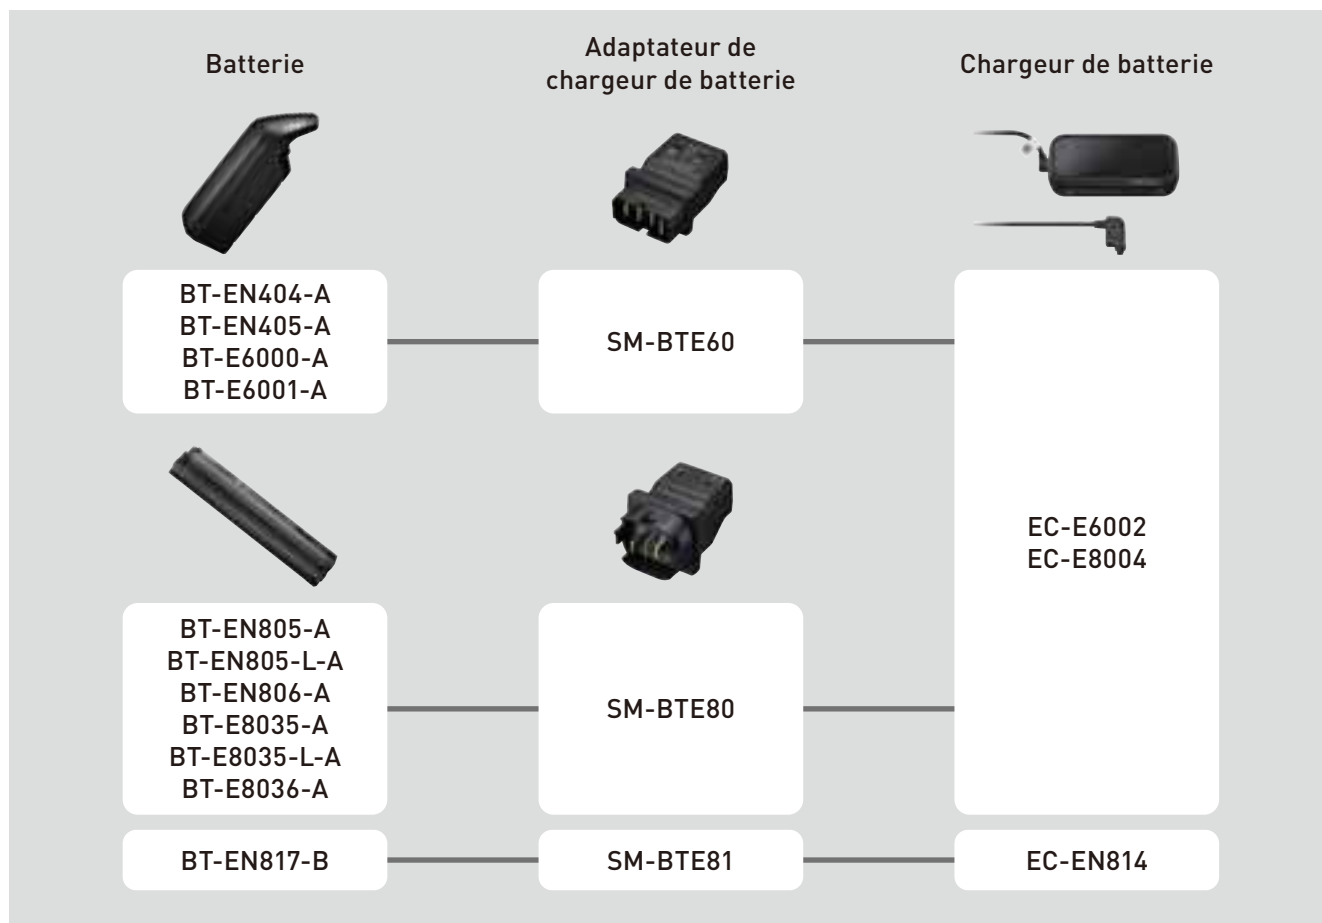 Batterie
Adaptateur de
chargeur de batterie
Chargeur de batterie
BT-EN404-A
BT-EN405-A
BT-E6000-A
BT-E6001-A
SM-BTE60
EC-E6002
EC-E8004
BT-EN805-A
BT-EN805-L-A
BT-EN806-A
BT-E8035-A
BT-E8035-L-A
BT-E8036-A
SM-BTE80
BT-EN817-B
SM-BTE81
EC-EN814